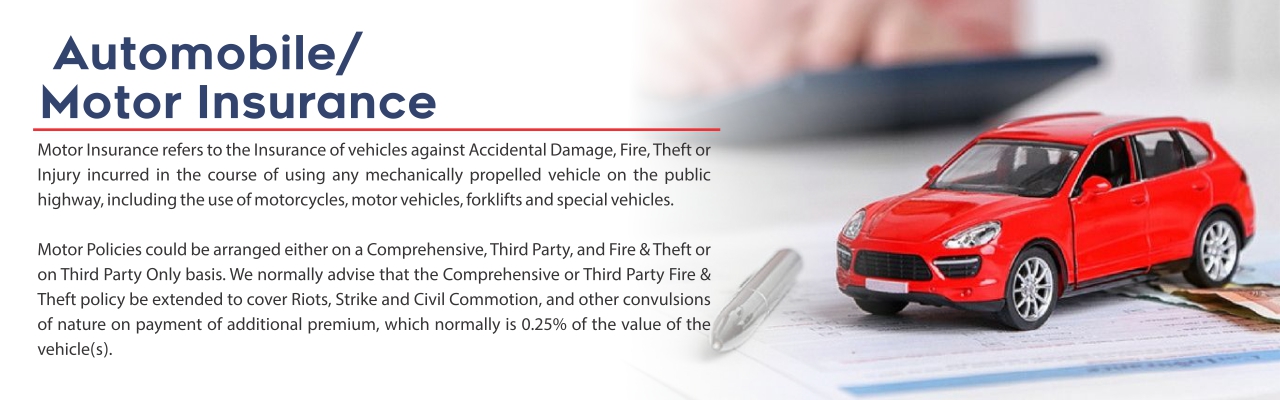 Automobile/
Motor Insurance
Motor Insurance refers to the Insurance of vehicles against Accidental Damage, Fire, Theft or
Injury incurred in the course of using any mechanically propelled vehicle on the public
highway, including the use of motorcycles, motor vehicles, forklifts and special vehicles.
Motor Policies could be arranged either on a Comprehensive, Third Party, and Fire & Theft or
on Third Party Only basis. We normally advise that the Comprehensive or Third Party Fire &
Theft policy be extended to cover Riots, Strike and Civil Commotion, and other convulsions
of nature on payment of additional premium, which normally is 0.25% of the value of the
vehicle(s).